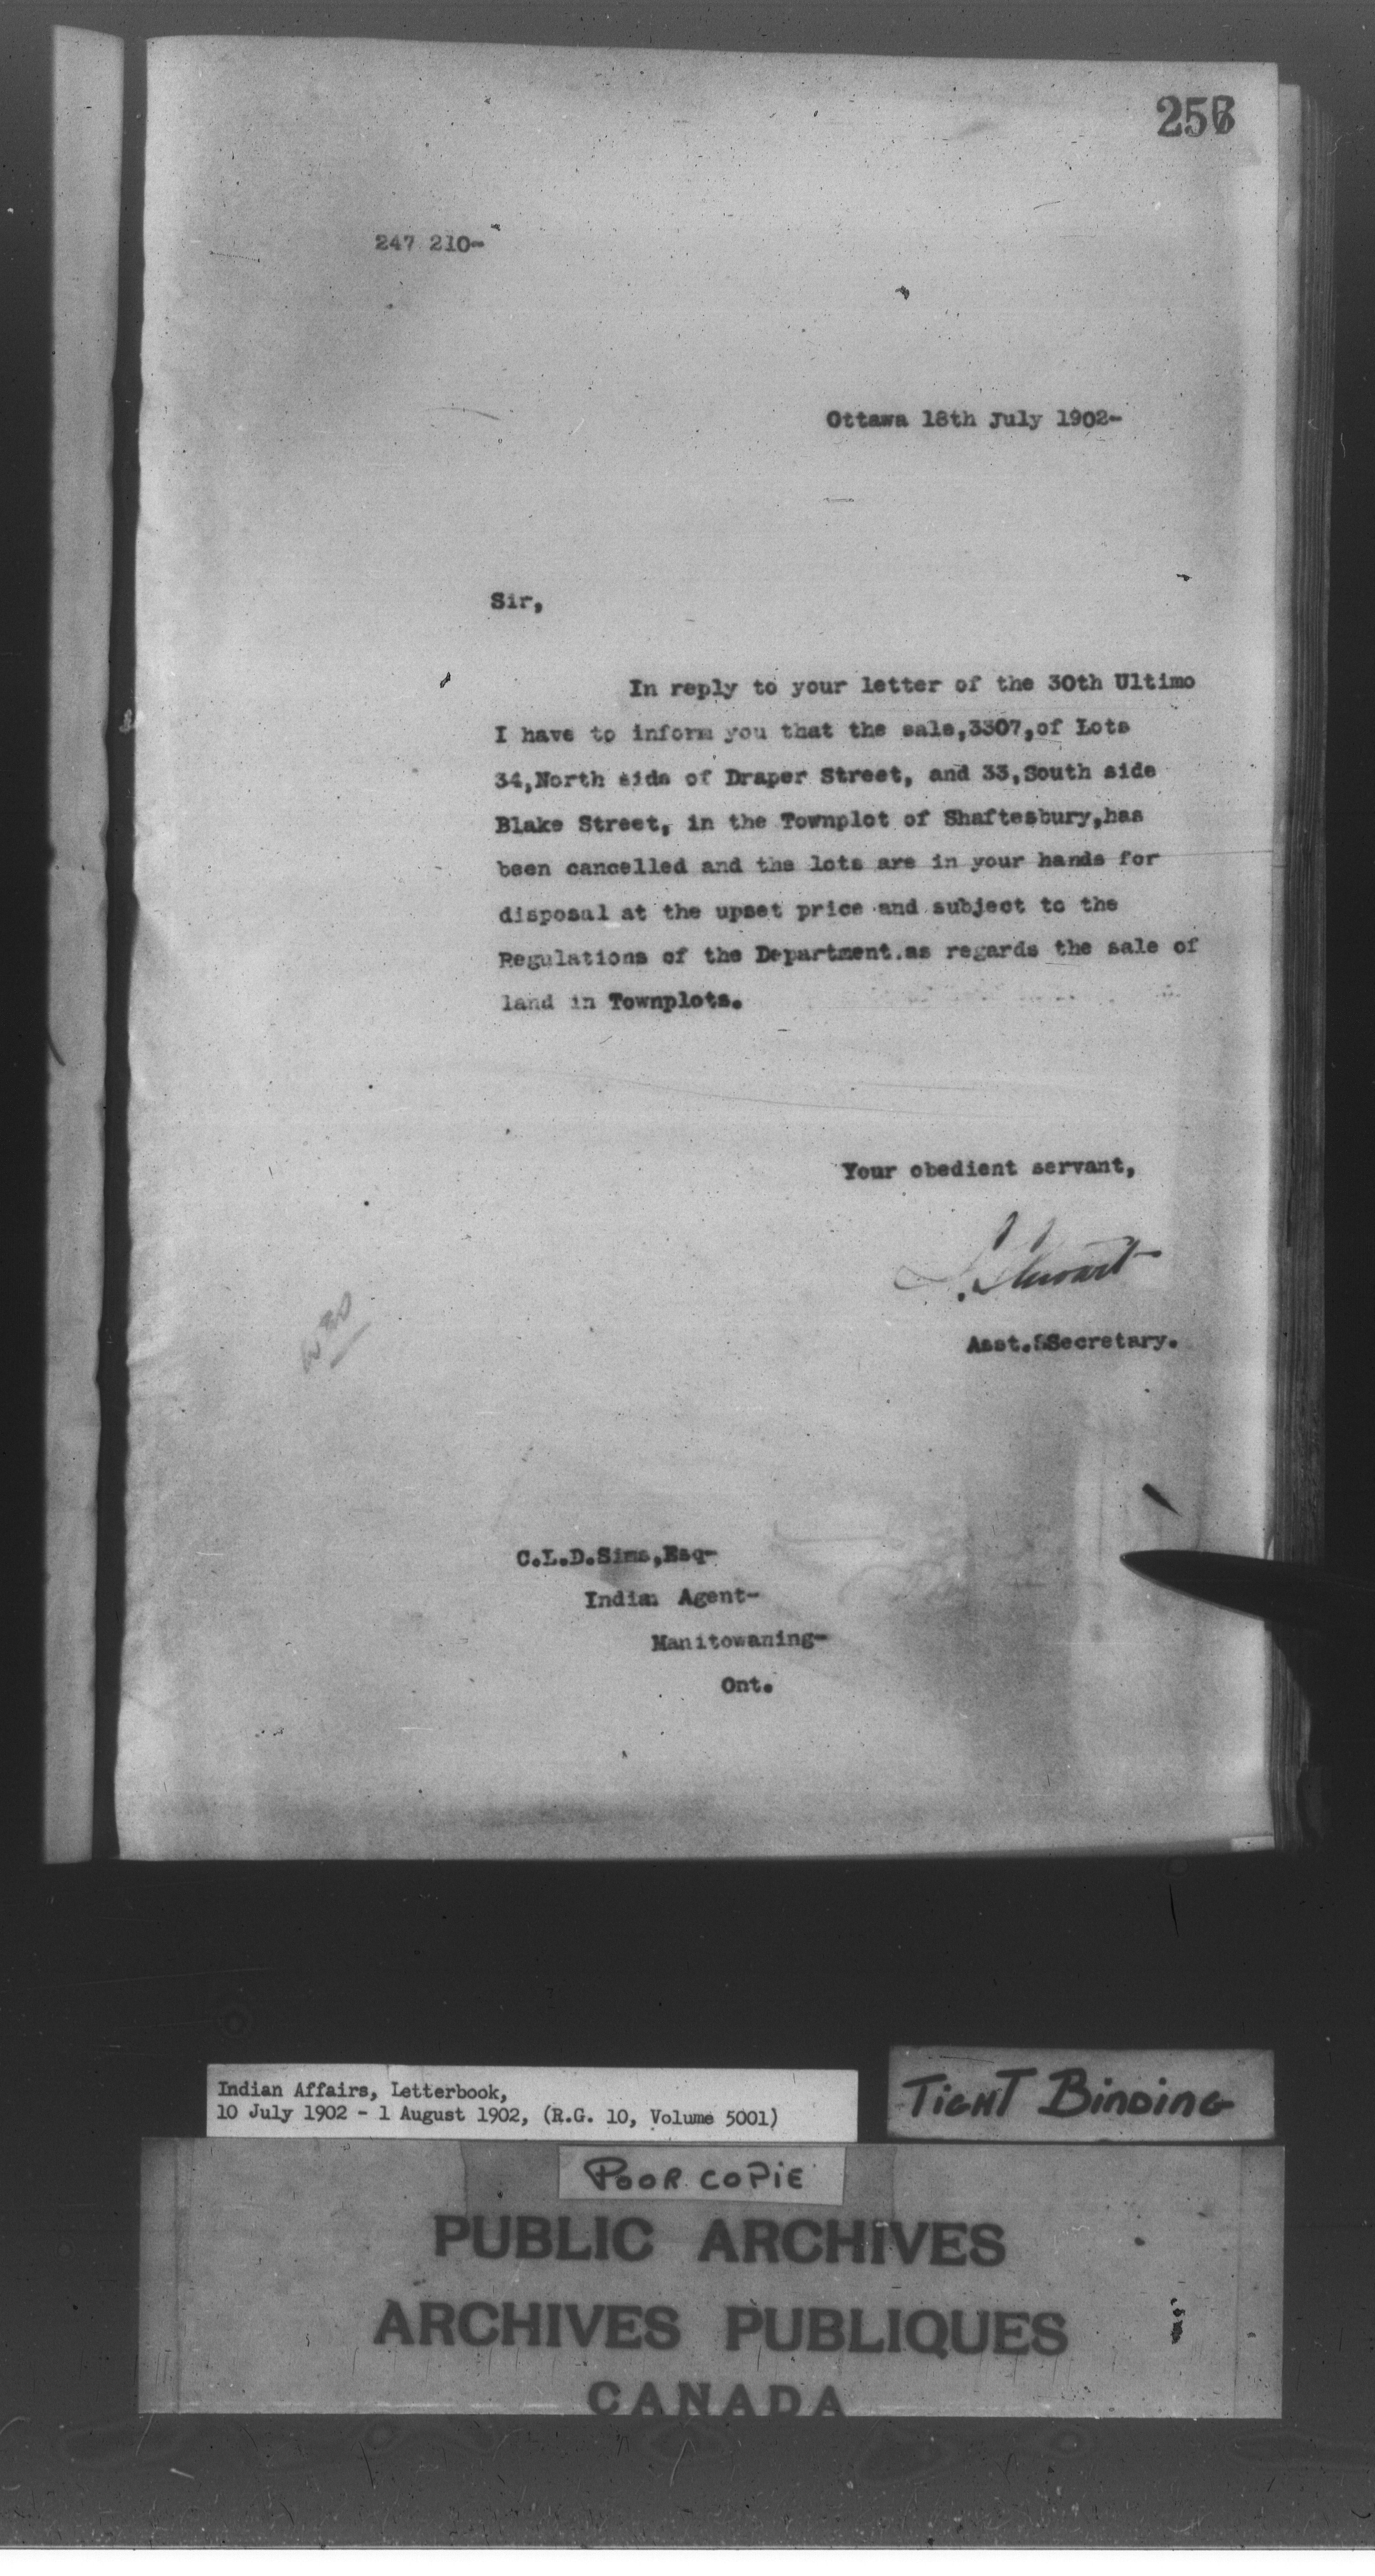 247 210-
Ottawa 18th July 1902-
Sir,
In reply to your letter of the 30th Ultimo
I have to inform you that the sale,3307,of Lots
34,North side of Draper Street, and 33,South side
Blake Street, in the Townplot of Shaftesbury,has
been cancelled and the lots are in your hands for
disposal at the upset price and subject to the
Regulations of the Department.as regards the sale of
land in Townplots.
Your obedient servant,
Stewart
Asst. Secretary.
C.L.D.Sims,Esq-
Indian Agent-
Manitowaning-
Ont.
Indian Affairs, Letterbook,
10 July 1902 - 1 August 1902, (R.G. 10, Volume 5001)
TIGHT BINDING
POOR COPIE
PUBLIC ARCHIVES
ARCHIVES PUBLIQUES
CANADA